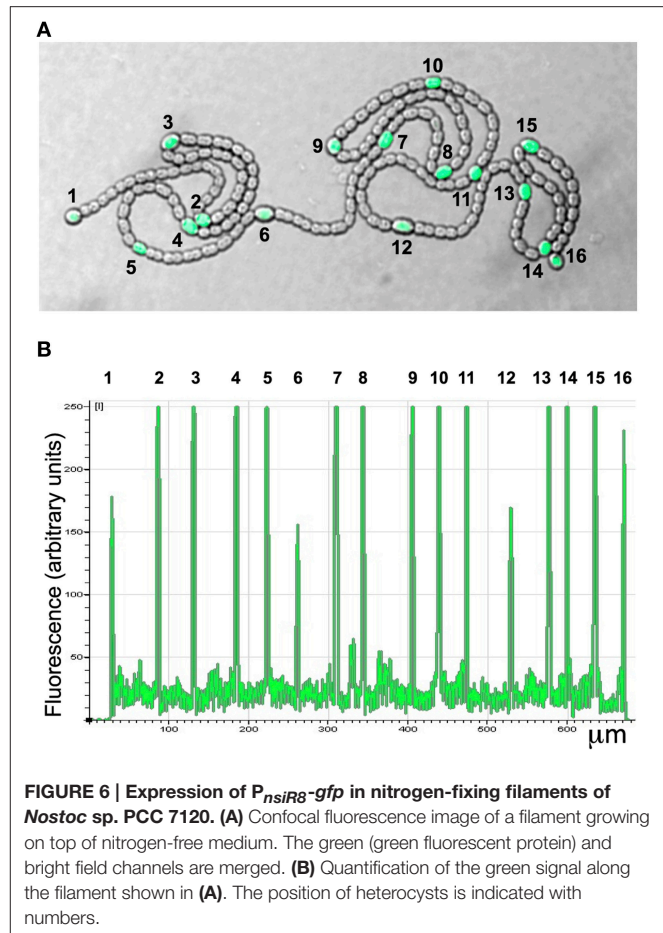 A
10
3
15
9
7
8
1
2
11
13
4
6
12
5
14
16
B
1 2 3 4 5 6 7 8 9 10 11 12 13 14 15 16
250
[I]
200
150
100
50
Fluorescence (arbitrary units)
100 200 300 400 500 600 μm
FIGURE 6 | Expression of PnsiR8-gfp in nitrogen-fixing filaments of
Nostoc sp. PCC 7120. (A) Confocal fluorescence image of a filament growing
on top of nitrogen-free medium. The green (green fluorescent protein) and
bright field channels are merged. (B) Quantification of the green signal along
the filament shown in (A). The position of heterocysts is indicated with
numbers.